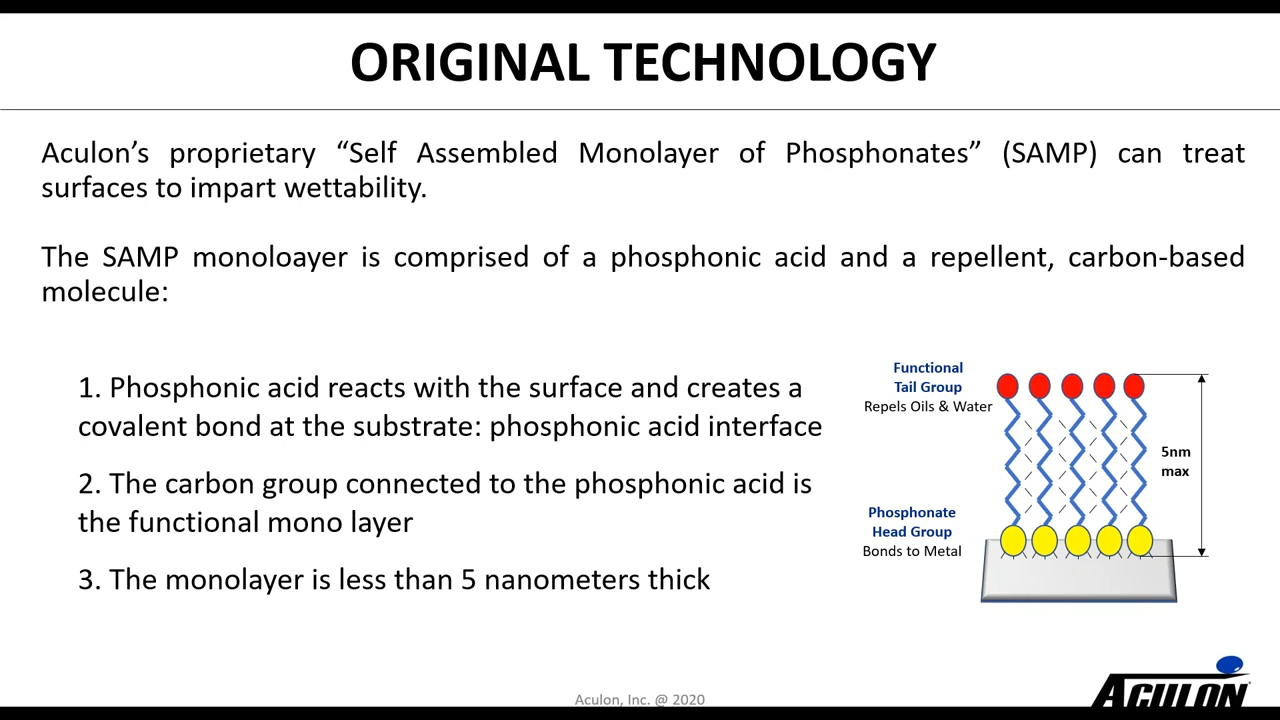 ORIGINAL TECHNOLOGY
Aculon’s proprietary “Self Assembled Monolayer of Phosphonates” (SAMP) can treat
surfaces to impart wettability.
The SAMP monoloayer is comprised of a phosphonic acid and a repellent, carbon-based
molecule:
1. Phosphonic acid reacts with the surface and creates a
covalent bond at the substrate: phosphonic acid interface
2. The carbon group connected to the phosphonic acid is
the functional mono layer
3. The monolayer is less than 5 nanometers thick
Functional
Tail Group
Repels Oils & Water
5nm
max
Phosphonate
Head Group
Bonds to Metal
Aculon, Inc. @ 2020
ACULON